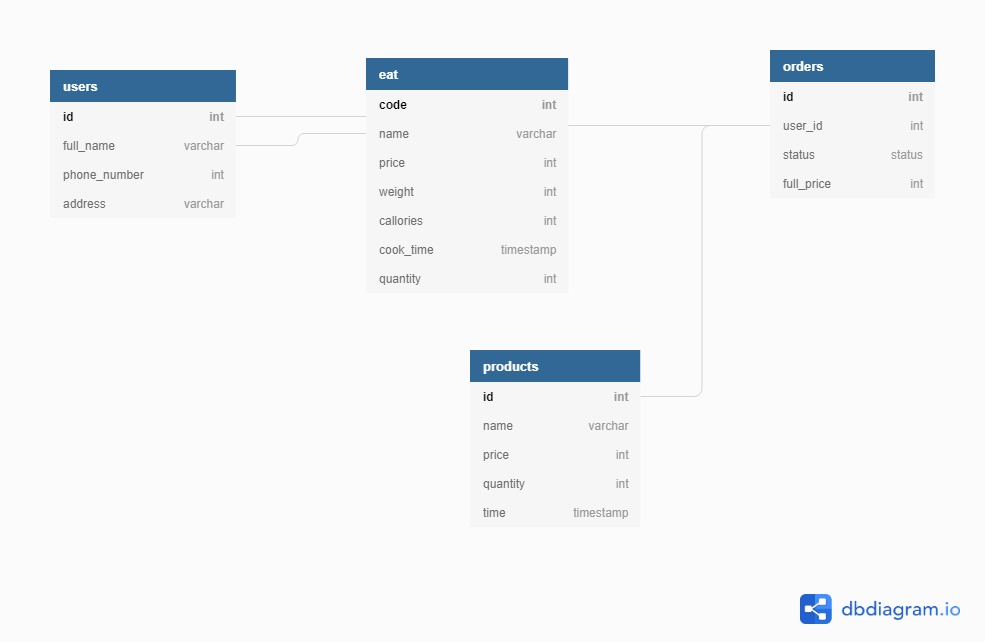 users
id int
full_name varchar
phone_number int
address varchar
eat
code int
name varchar
price int
weight int
callories int
cook_time timestamp
quantity int
orders
id int
user_id int
status status
full_price int
products
id int
name varchar
price int
quantity int
time timestamp
dbdiagram.io